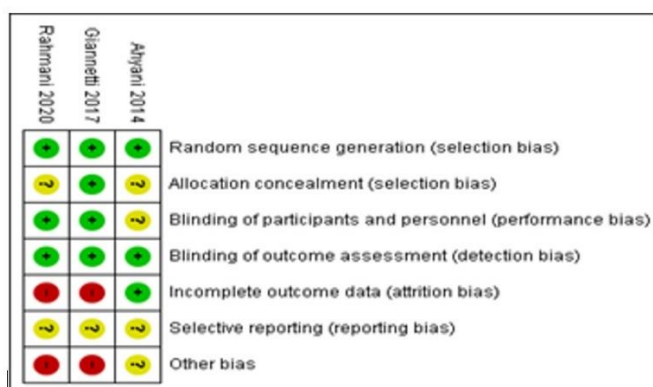 Rahmani 2020
Giannetti 2017
Ahyani 2014
+ + + Random sequence generation (selection bias)
? + ? Allocation concealment (selection bias)
+ + ? Blinding of participants and personnel (performance bias)
+ + + Blinding of outcome assessment (detection bias)
- - + Incomplete outcome data (attrition bias)
? ? ? Selective reporting (reporting bias)
- - ? Other bias